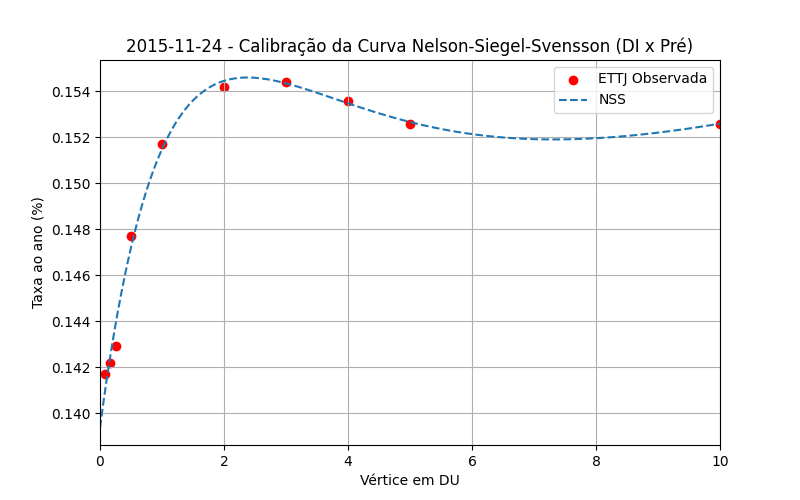 2015-11-24 - Calibração da Curva Nelson-Siegel-Svensson (DI x Pré)
ETTJ Observada
NSS
Taxa ao ano (%)
0.154
0.152
0.150
0.148
0.146
0.144
0.142
0.140
0 2 4 6 8 10
Vértice em DU